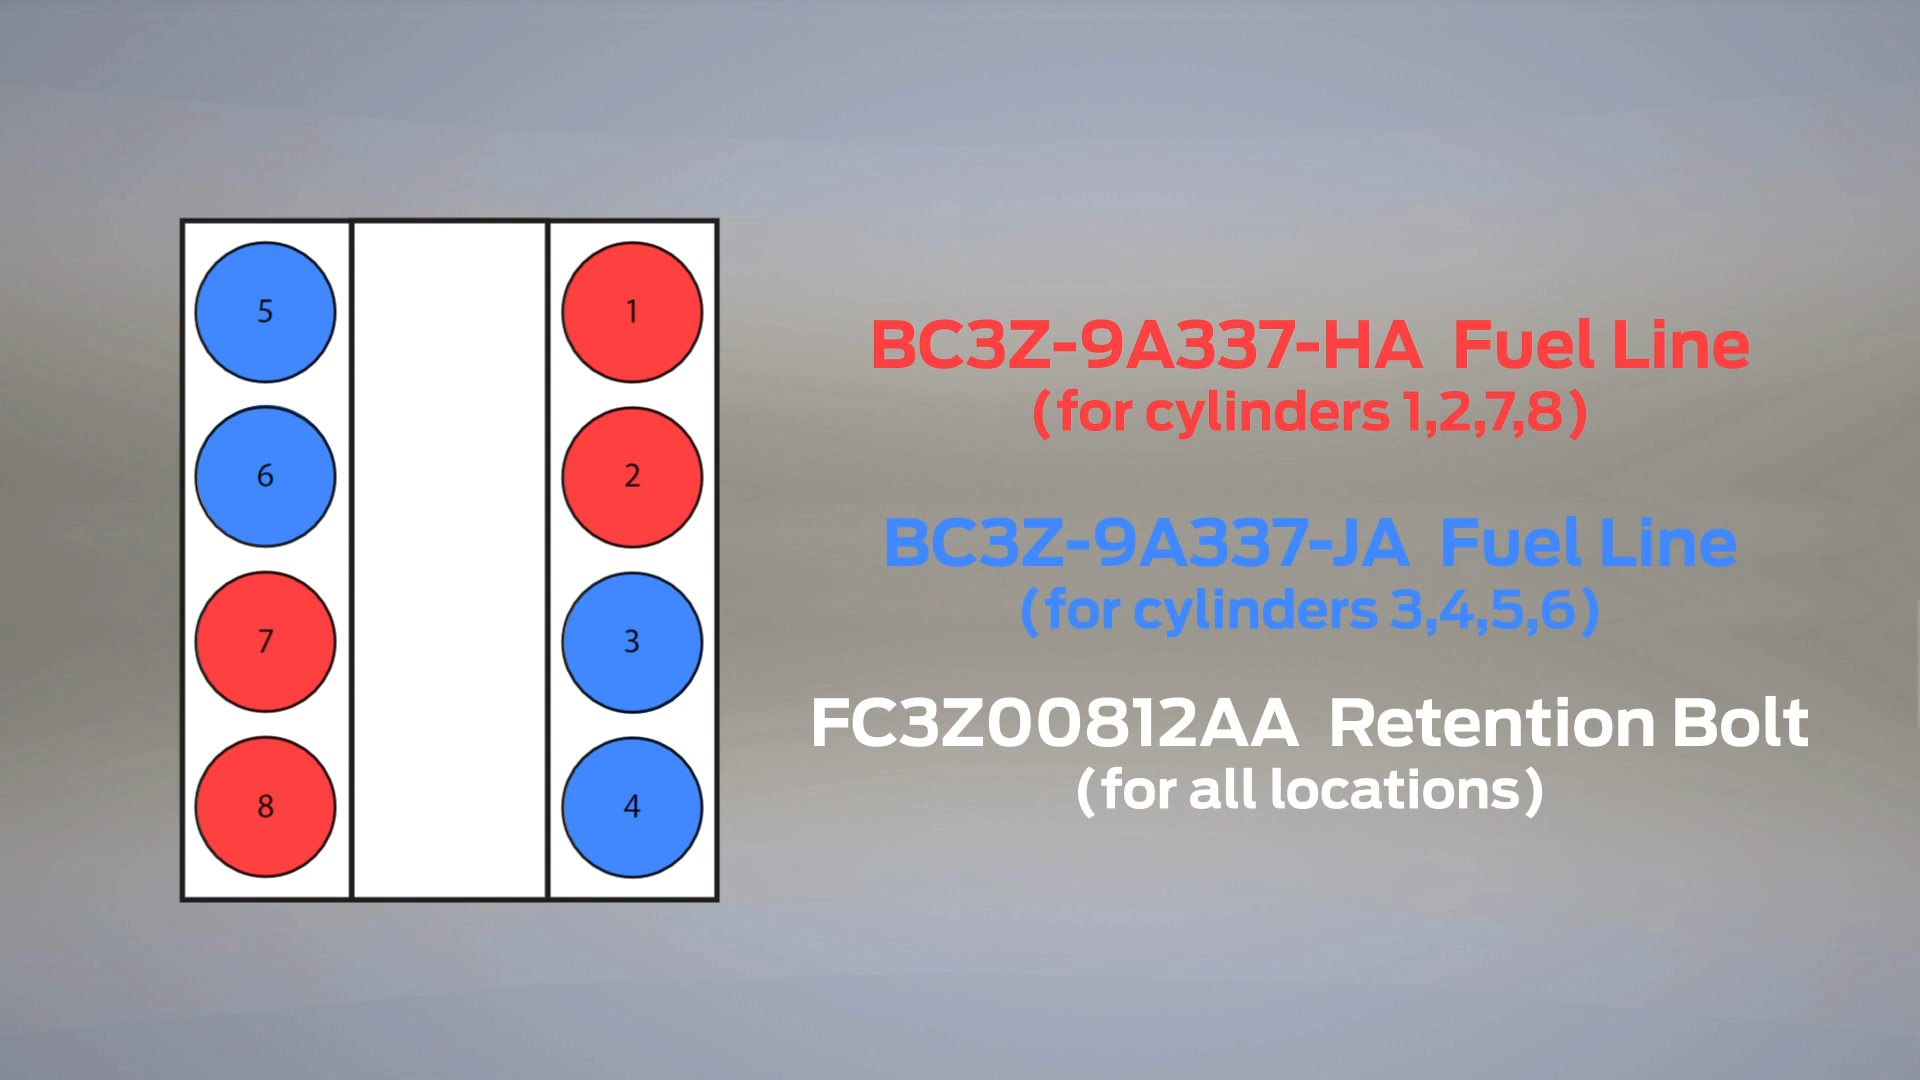 5
1
6
2
7
3
8
4
BC3Z-9A337-HA Fuel Line
(for cylinders 1,2,7,8)
BC3Z-9A337-JA Fuel Line
(for cylinders 3,4,5,6)
FC3Z00812AA Retention Bolt
(for all locations)